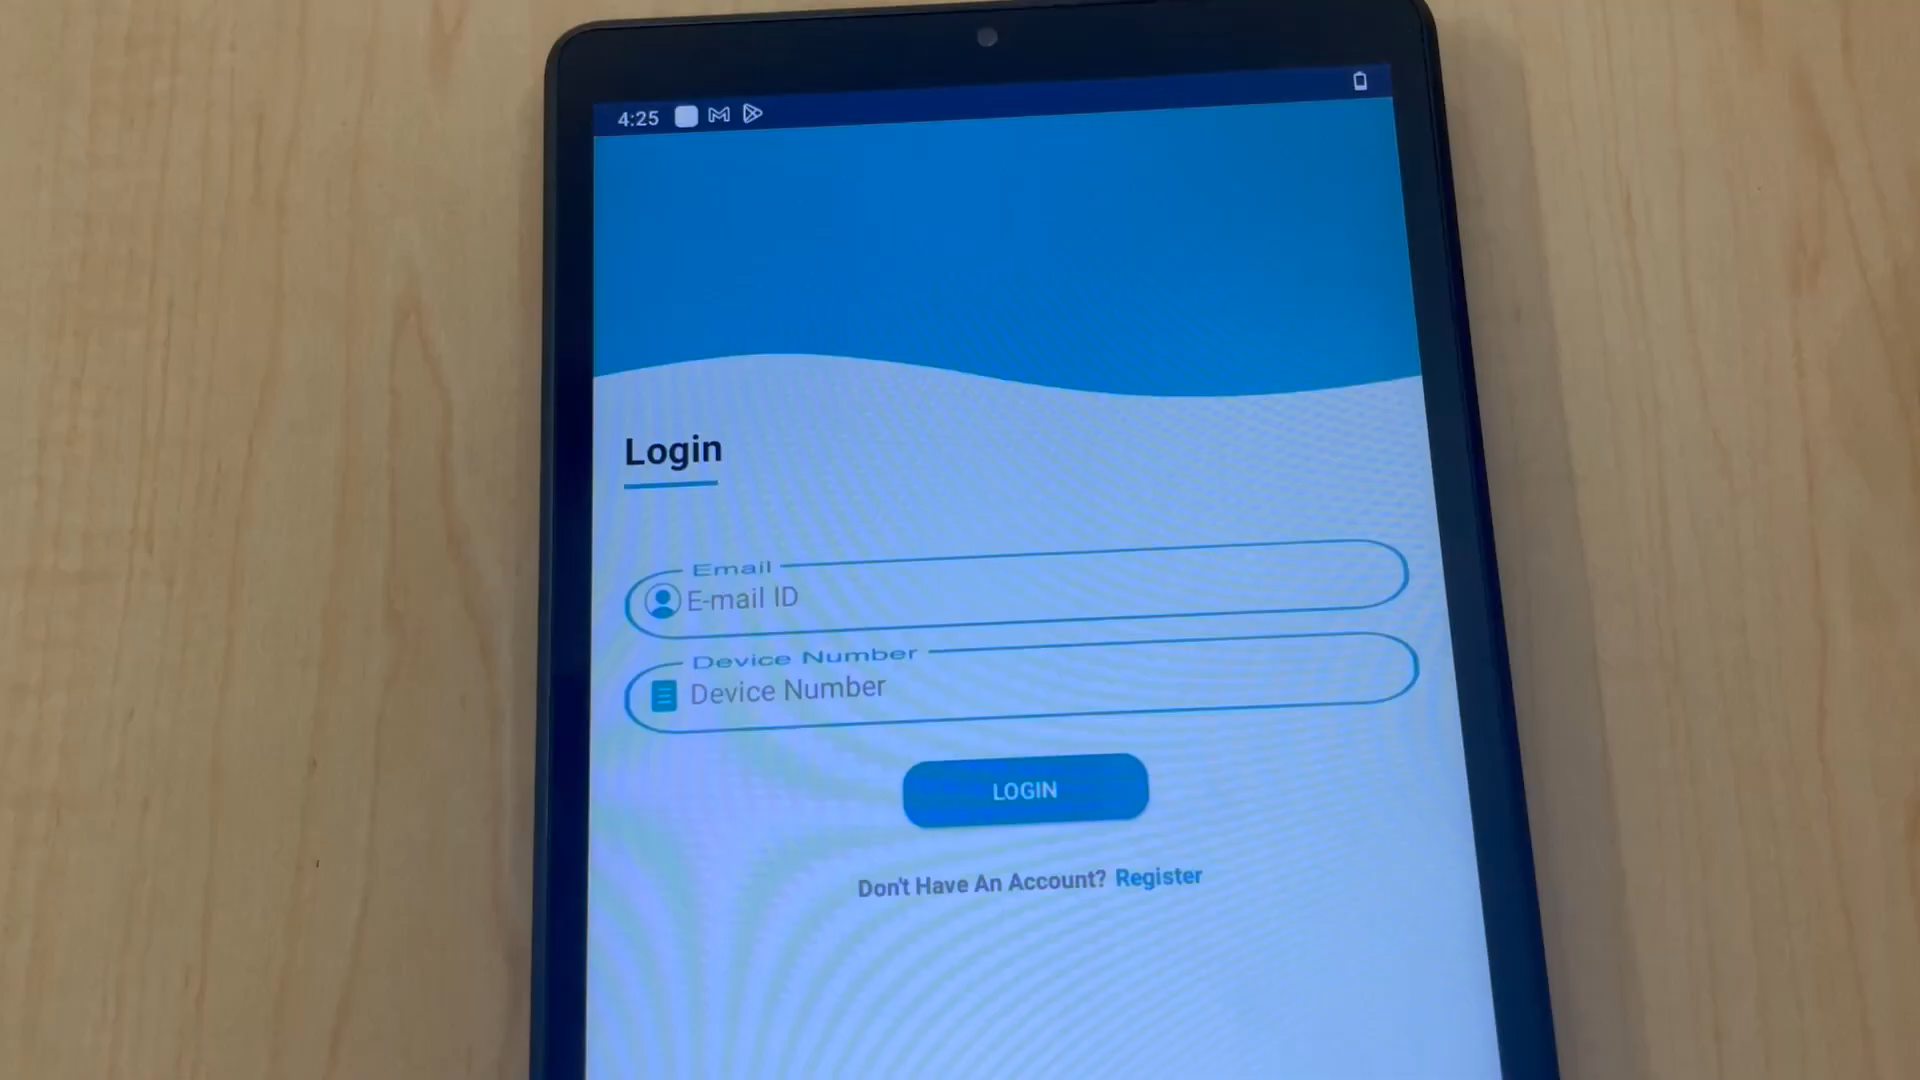 4:25
Login
Email
E-mail ID
Device Number
Device Number
LOGIN
Don't Have An Account? Register